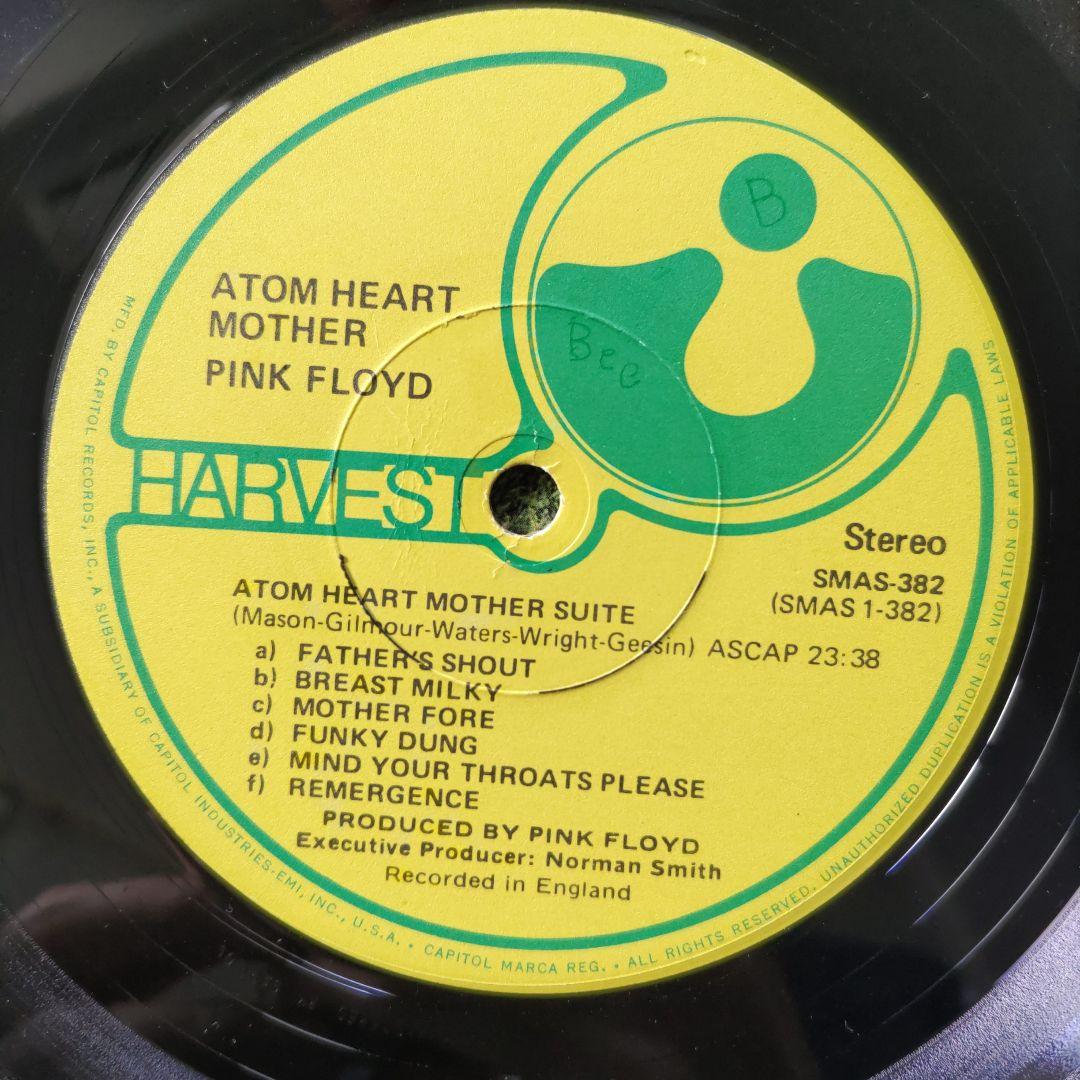 ATOM HEART
MOTHER
PINK FLOYD
B
Bee
HARVEST
Stereo
SMAS-382
(SMAS 1-382)
ATOM HEART MOTHER SUITE
(Mason-Gilmour-Waters-Wright-Geesin) ASCAP 23:38
a) FATHER'S SHOUT
b) BREAST MILKY
c) MOTHER FORE
d) FUNKY DUNG
e) MIND YOUR THROATS PLEASE
f) REMERGENCE
PRODUCED BY PINK FLOYD
Executive Producer: Norman Smith
Recorded in England
MFD. BY CAPITOL RECORDS, INC., A SUBSIDIARY OF CAPITOL INDUSTRIES-EMI, INC., U.S.A. • CAPITOL MARCA REG. • ALL RIGHTS RESERVED. UNAUTHORIZED DUPLICATION IS A VIOLATION OF APPLICABLE LAWS